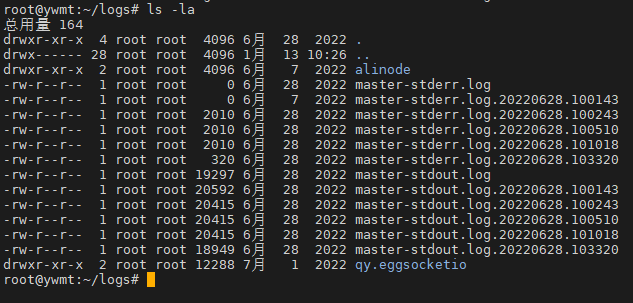 root@ywmt:~/logs# ls -la
总用量 164
drwxr-xr-x  4 root root  4096 6月  28  2022 .
drwx------ 28 root root  4096 1月  13 10:26 ..
drwxr-xr-x  2 root root  4096 6月   7  2022 alinode
-rw-r--r--  1 root root     0 6月  28  2022 master-stderr.log
-rw-r--r--  1 root root     0 6月   7  2022 master-stderr.log.20220628.100143
-rw-r--r--  1 root root  2010 6月  28  2022 master-stderr.log.20220628.100243
-rw-r--r--  1 root root  2010 6月  28  2022 master-stderr.log.20220628.100510
-rw-r--r--  1 root root  2010 6月  28  2022 master-stderr.log.20220628.101018
-rw-r--r--  1 root root   320 6月  28  2022 master-stderr.log.20220628.103320
-rw-r--r--  1 root root 19297 6月  28  2022 master-stdout.log
-rw-r--r--  1 root root 20592 6月  28  2022 master-stdout.log.20220628.100143
-rw-r--r--  1 root root 20415 6月  28  2022 master-stdout.log.20220628.100243
-rw-r--r--  1 root root 20415 6月  28  2022 master-stdout.log.20220628.100510
-rw-r--r--  1 root root 20415 6月  28  2022 master-stdout.log.20220628.101018
-rw-r--r--  1 root root 18949 6月  28  2022 master-stdout.log.20220628.103320
drwxr-xr-x  2 root root 12288 7月   1  2022 qy.eggsocketio
root@ywmt:~/logs#